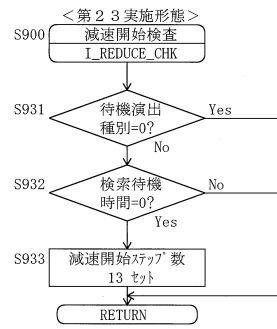 ＜第２３実施形態＞
S900
減速開始検査
I_REDUCE_CHK
S931
待機演出
種別=0?
Yes
No
S932
検索待機
時間=0?
No
Yes
S933
減速開始ｽﾃｯﾌﾟ数
13 ｾｯﾄ
RETURN